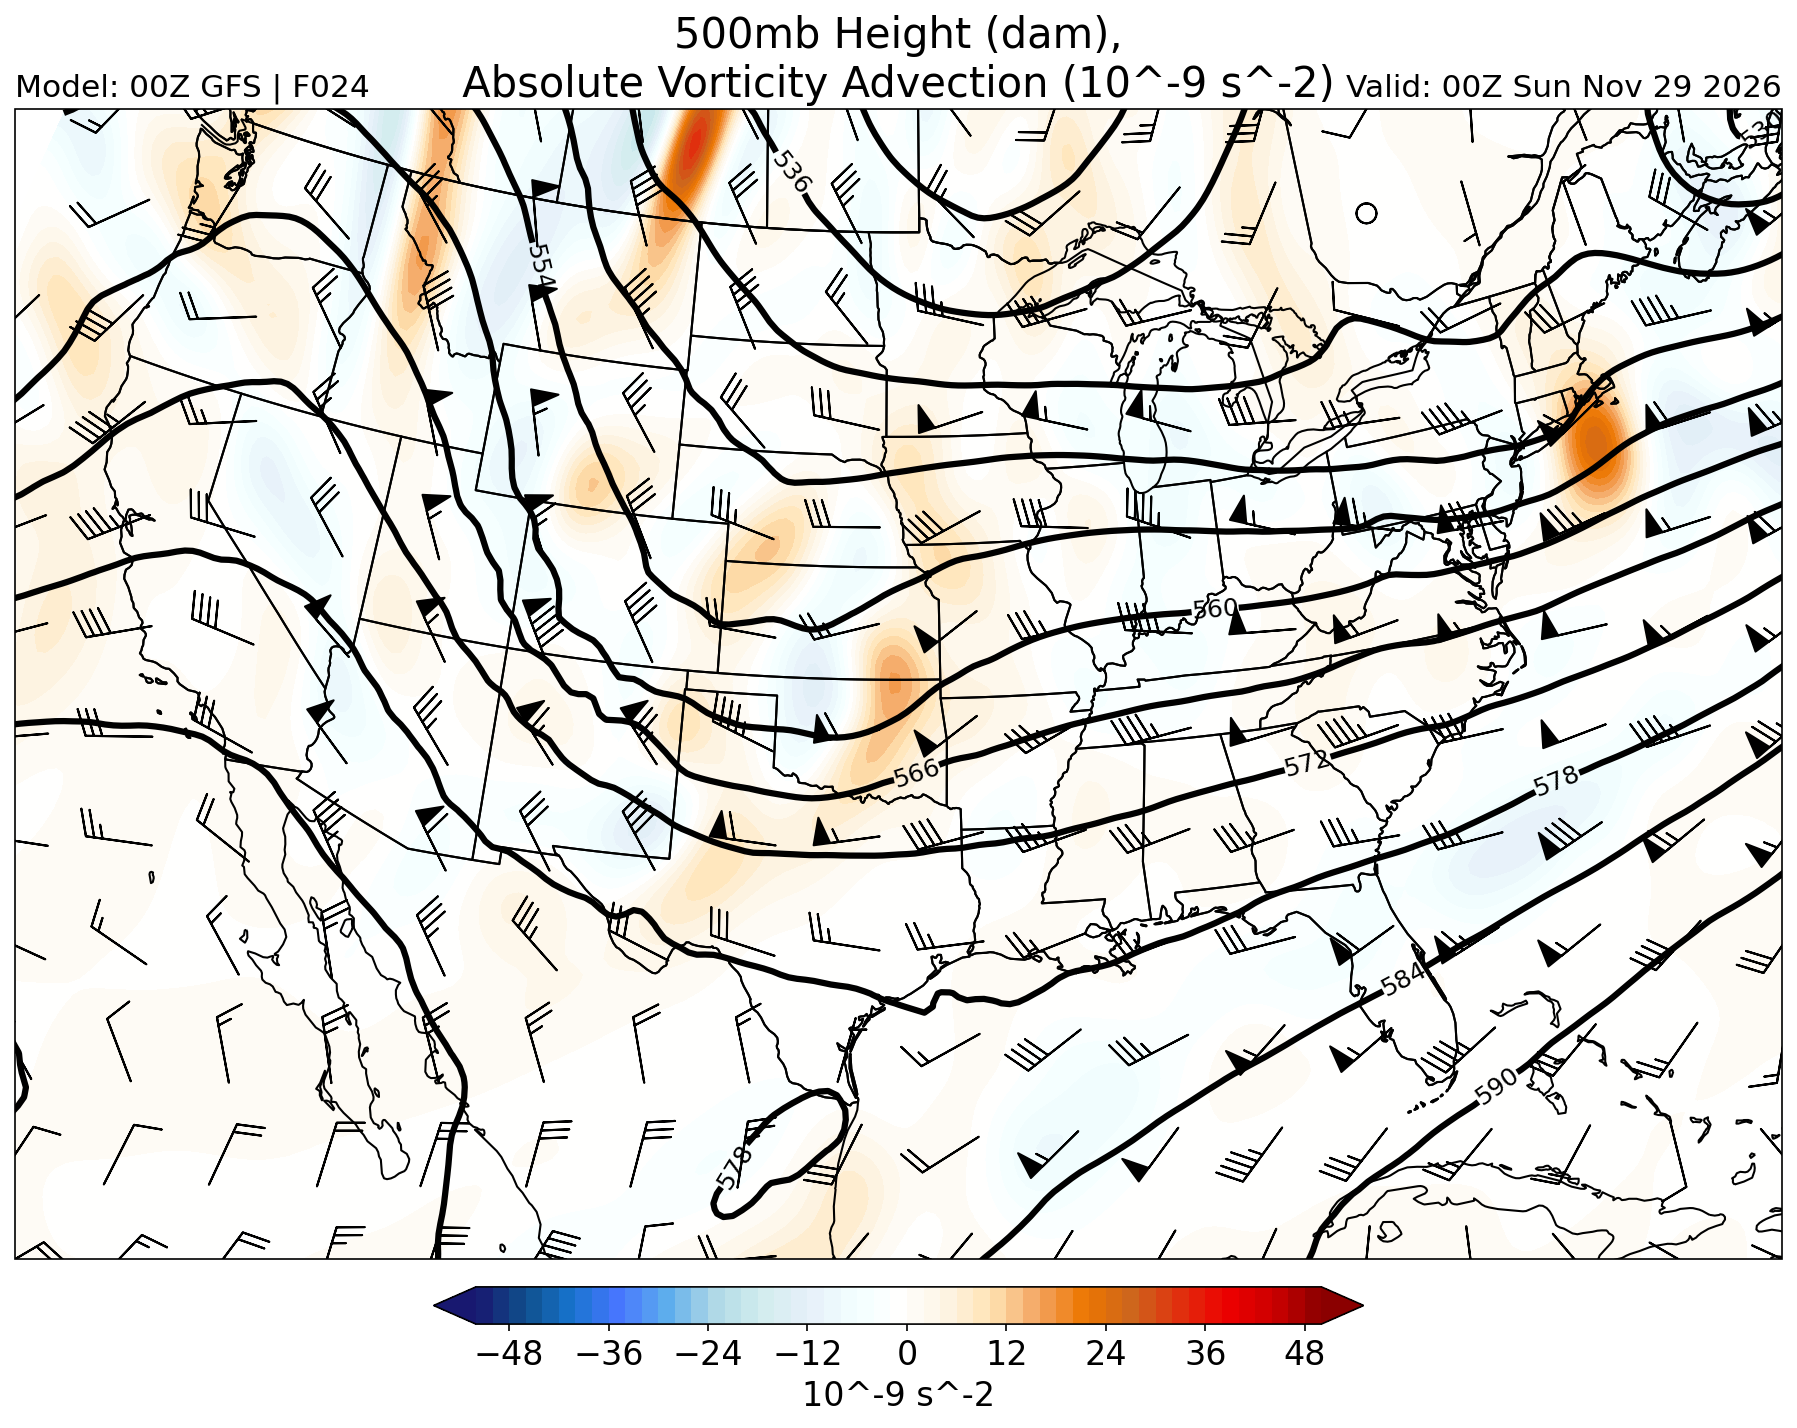 500mb Height (dam),
Model: 00Z GFS | F024
Absolute Vorticity Advection (10^-9 s^-2)
Valid: 00Z Sun Nov 29 2026
536
554
560
566
572
578
584
590
578
−48 −36 −24 −12 0 12 24 36 48
10^-9 s^-2